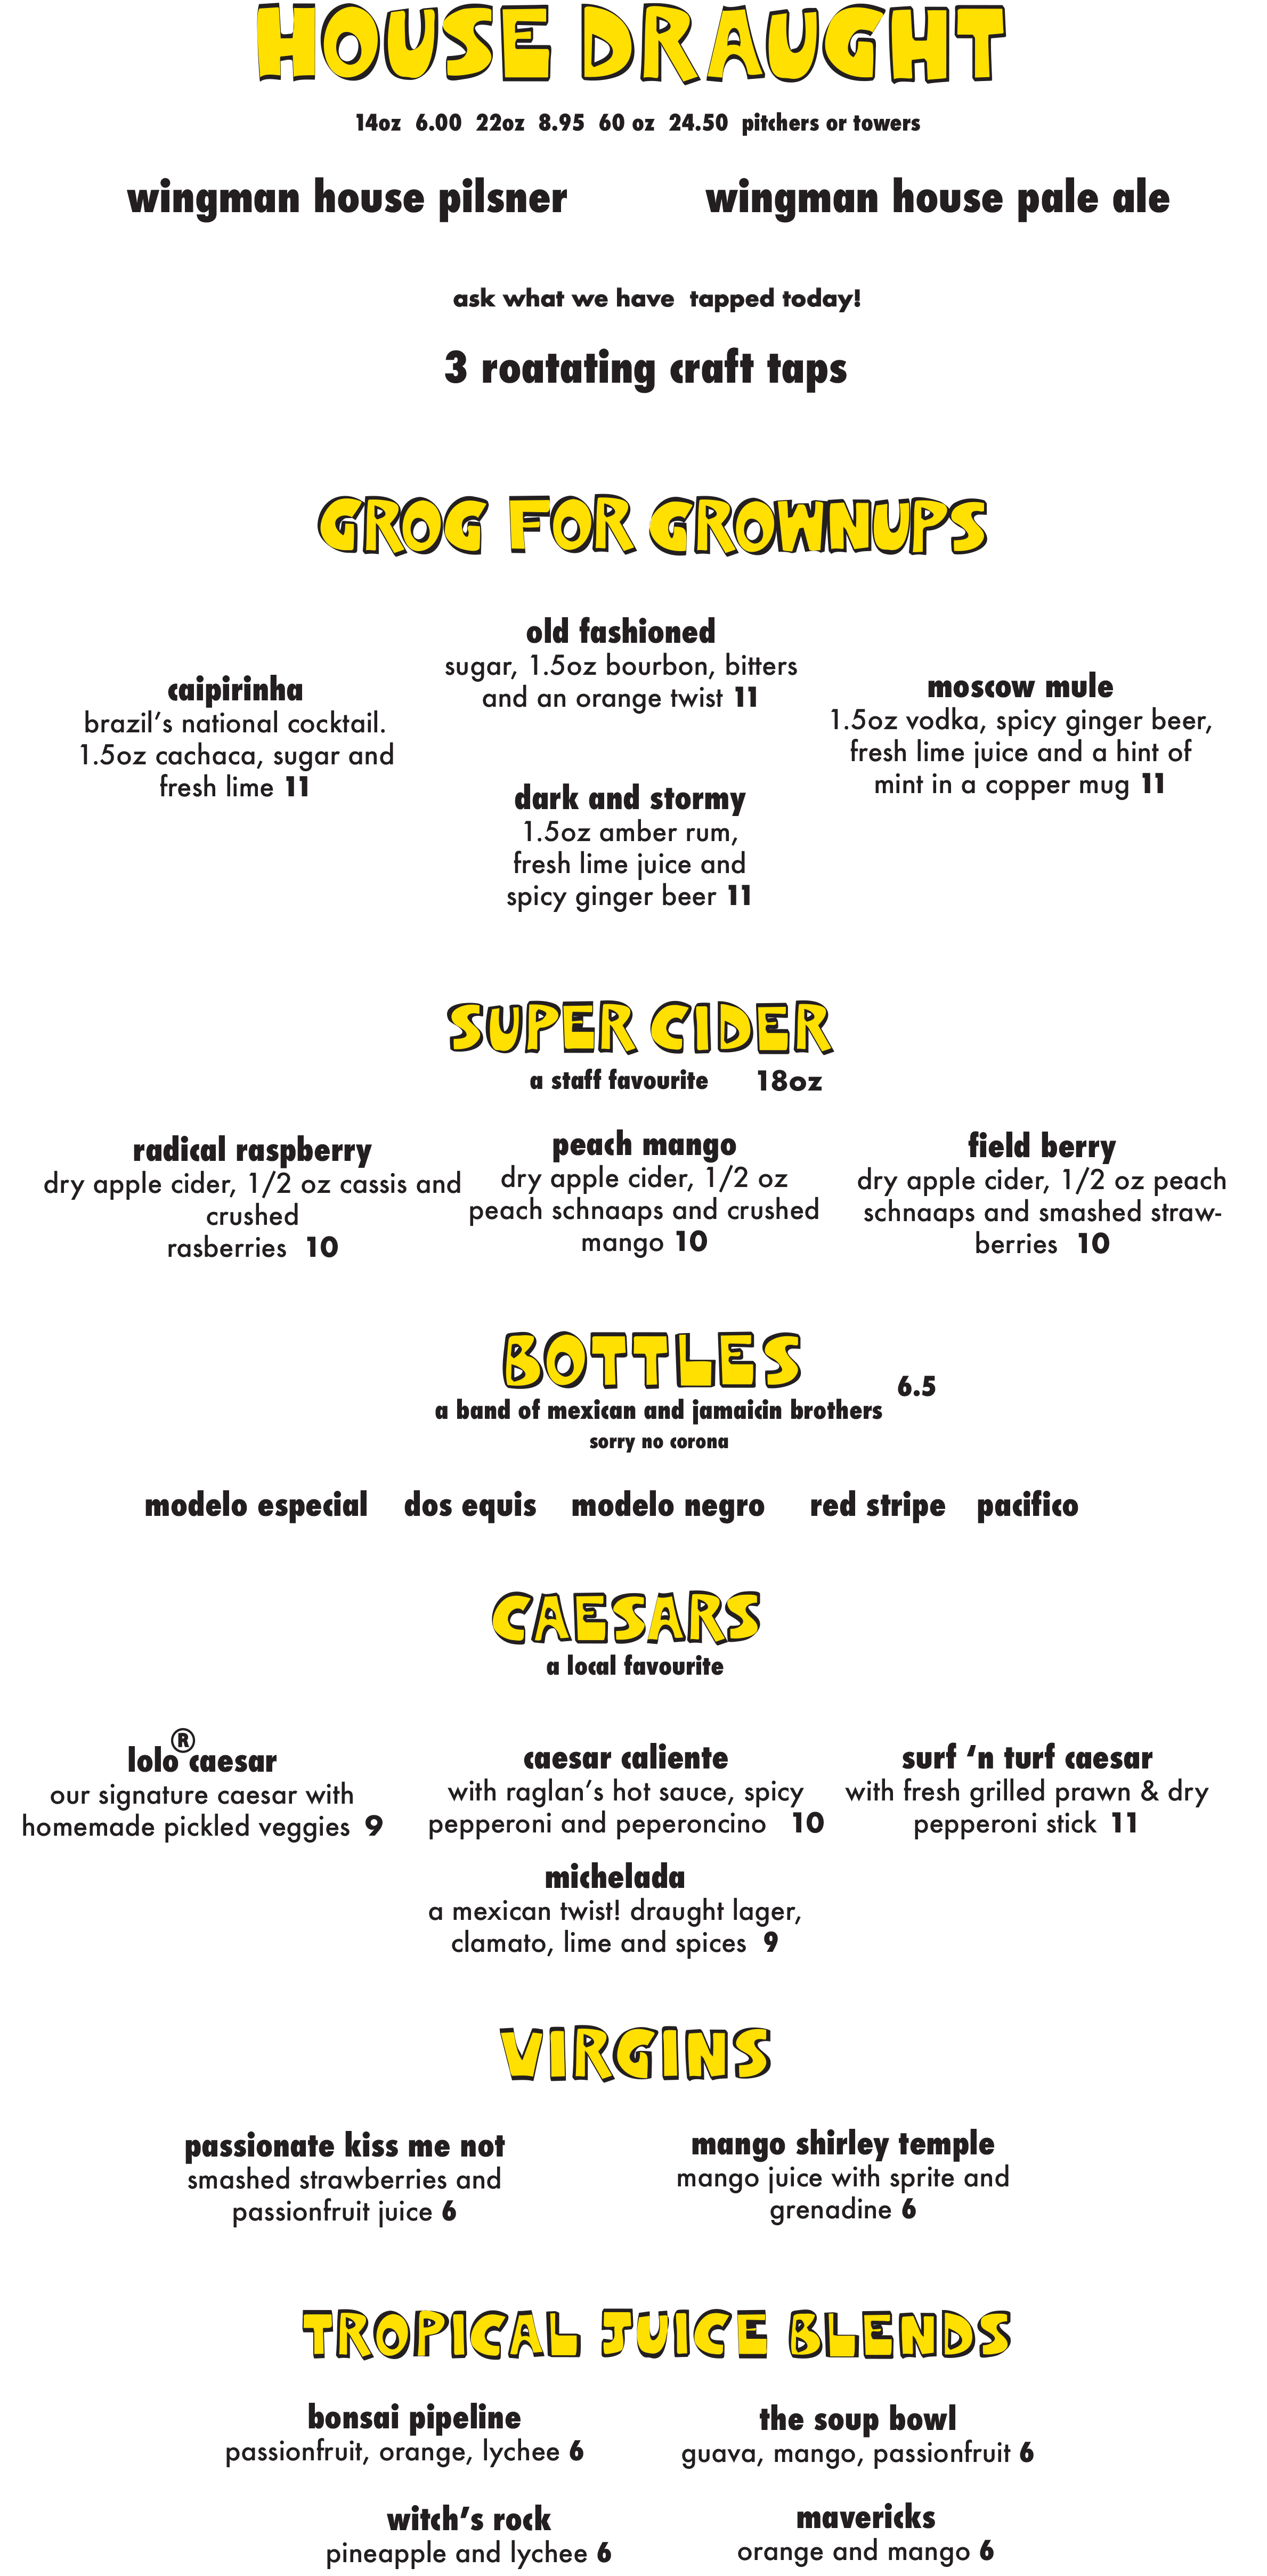 HOUSE DRAUGHT
14oz 6.00 22oz 8.95 60 oz 24.50 pitchers or towers
wingman house pilsner
wingman house pale ale
ask what we have tapped today!
3 roatating craft taps
GROG FOR GROWNUPS
caipirinha
brazil's national cocktail.
1.5oz cachaca, sugar and
fresh lime 11
old fashioned
sugar, 1.5oz bourbon, bitters
and an orange twist 11
dark and stormy
1.5oz amber rum,
fresh lime juice and
spicy ginger beer 11
moscow mule
1.5oz vodka, spicy ginger beer,
fresh lime juice and a hint of
mint in a copper mug 11
SUPER CIDER
a staff favourite 18oz
radical raspberry
dry apple cider, 1/2 oz cassis and
crushed
rasberries 10
peach mango
dry apple cider, 1/2 oz
peach schnaaps and crushed
mango 10
field berry
dry apple cider, 1/2 oz peach
schnaaps and smashed straw-
berries 10
BOTTLES
6.5
a band of mexican and jamaicin brothers
sorry no corona
modelo especial dos equis modelo negro red stripe pacifico
CAESARS
a local favourite
lolo® caesar
our signature caesar with
homemade pickled veggies 9
caesar caliente
with raglan's hot sauce, spicy
pepperoni and peperoncino 10
surf ‘n turf caesar
with fresh grilled prawn & dry
pepperoni stick 11
michelada
a mexican twist! draught lager,
clamato, lime and spices 9
VIRGINS
passionate kiss me not
smashed strawberries and
passionfruit juice 6
mango shirley temple
mango juice with sprite and
grenadine 6
TROPICAL JUICE BLENDS
bonsai pipeline
passionfruit, orange, lychee 6
the soup bowl
guava, mango, passionfruit 6
witch's rock
pineapple and lychee 6
mavericks
orange and mango 6